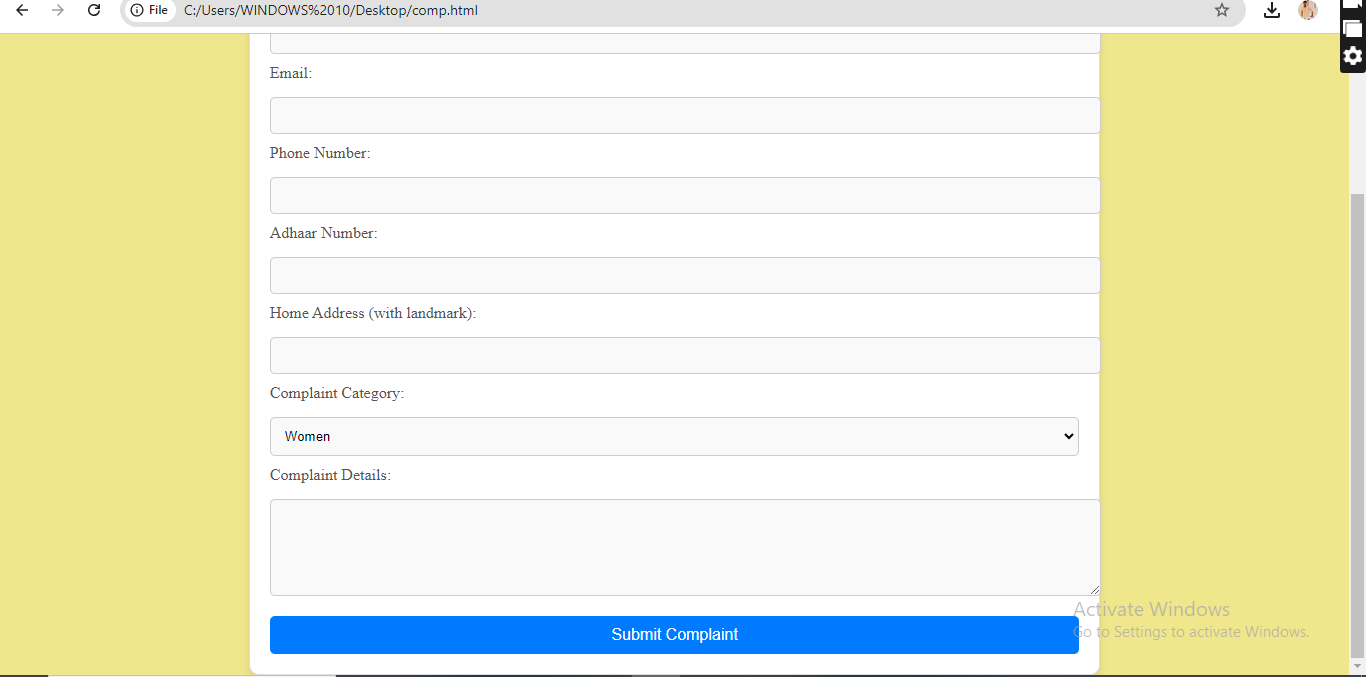 File C:/Users/WINDOWS%2010/Desktop/comp.html
Email:
Phone Number:
Adhaar Number:
Home Address (with landmark):
Complaint Category:
Women
Complaint Details:
Submit Complaint
Activate Windows
Go to Settings to activate Windows.